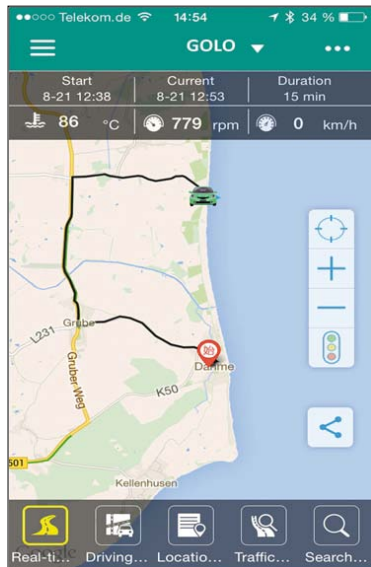 ●●○○○ Telekom.de 14:54 34 %
GOLO
Start Current Duration
8-21 12:38 8-21 12:53 15 min
86 °C 779 rpm 0 km/h
L231
Grube
始
Dahme
Gruber Weg
K50
501
Kellenhusen
Google
Real-ti... Driving... Locatio... Traffic... Search...